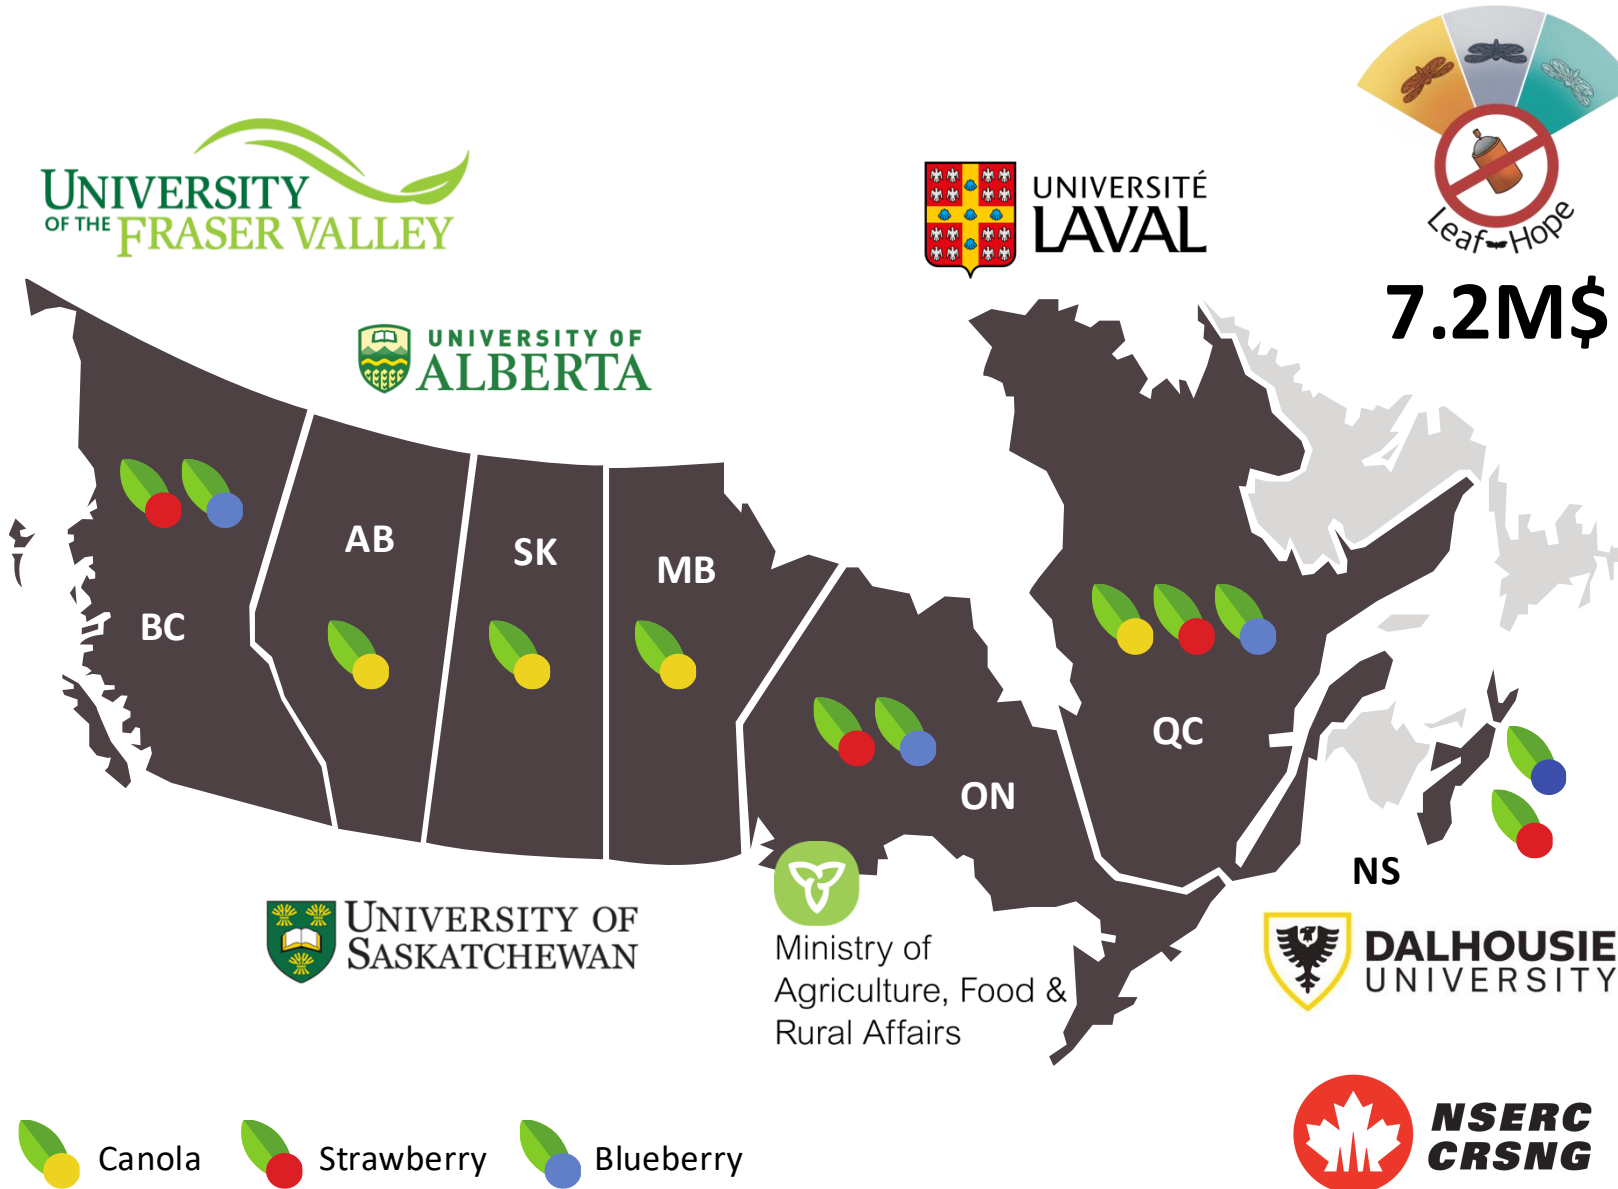 UNIVERSITY
OF THE FRASER VALLEY
UNIVERSITÉ
LAVAL
Leaf Hope
7.2M$
UNIVERSITY OF
ALBERTA
AB
SK
MB
BC
QC
ON
NS
UNIVERSITY OF
SASKATCHEWAN
Ministry of
Agriculture, Food &
Rural Affairs
DALHOUSIE
UNIVERSITY
NSERC
CRSNG
Canola
Strawberry
Blueberry